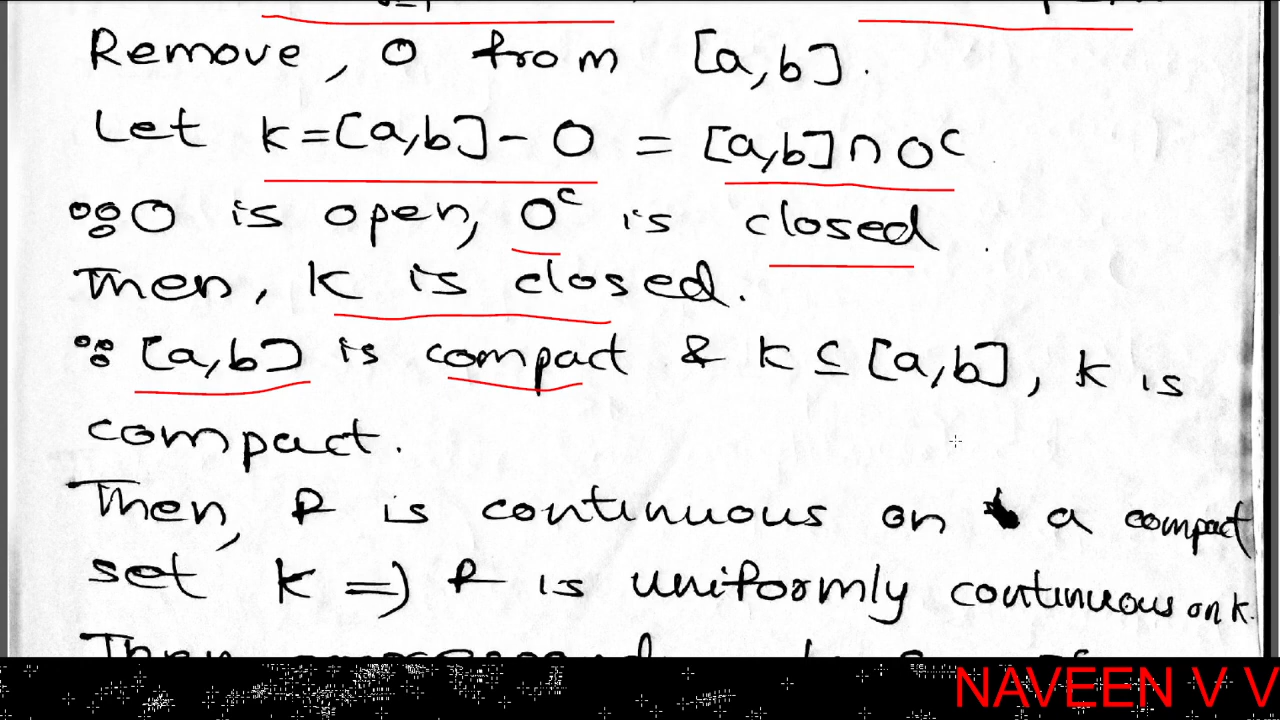 Remove, O from [a,b].
Let k=[a,b]-O = [a,b]∩O^c
∵ O is open, O^c is closed.
Then, k is closed.
∵ [a,b] is compact & k ⊆ [a,b], k is
compact.
Then, f is continuous on a compact
set k => f is uniformly continuous on k.
NAVEEN V V